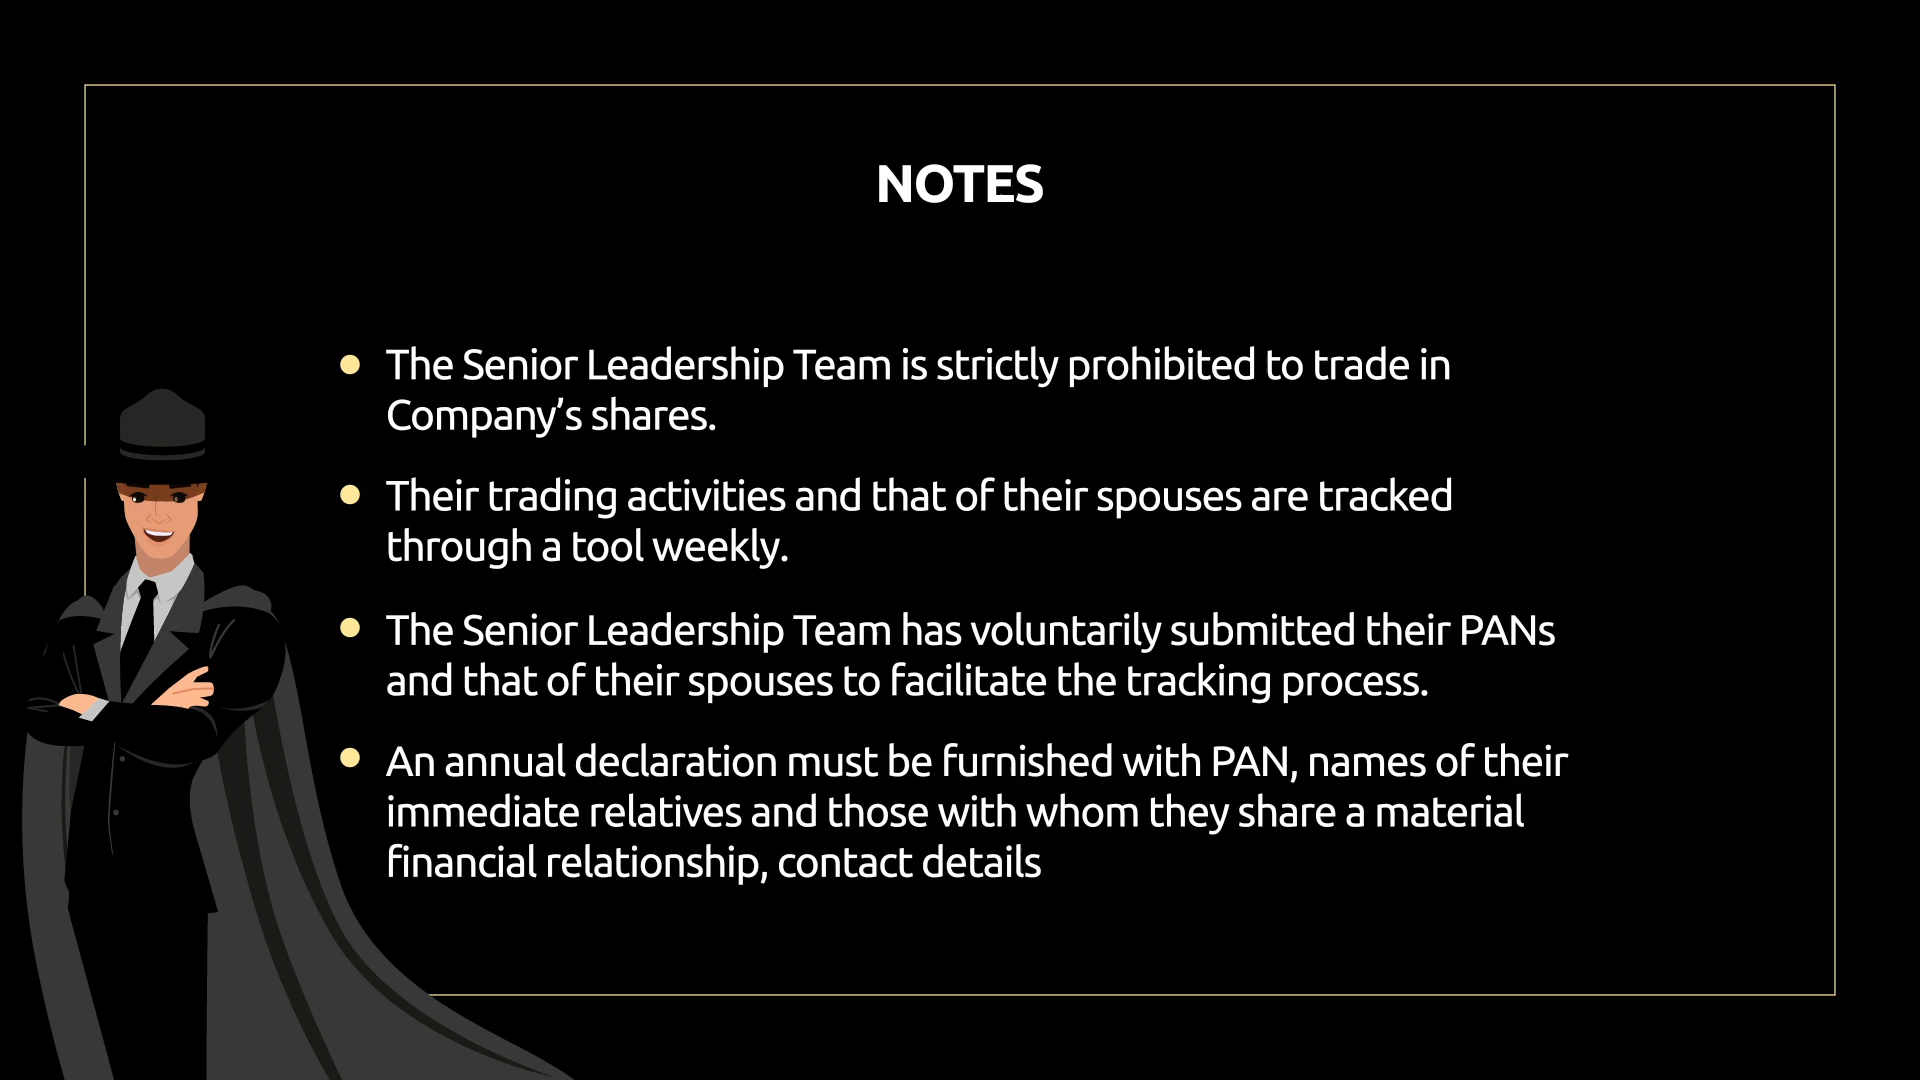 NOTES
The Senior Leadership Team is strictly prohibited to trade in
Company’s shares.
Their trading activities and that of their spouses are tracked
through a tool weekly.
The Senior Leadership Team has voluntarily submitted their PANs
and that of their spouses to facilitate the tracking process.
An annual declaration must be furnished with PAN, names of their
immediate relatives and those with whom they share a material
financial relationship, contact details